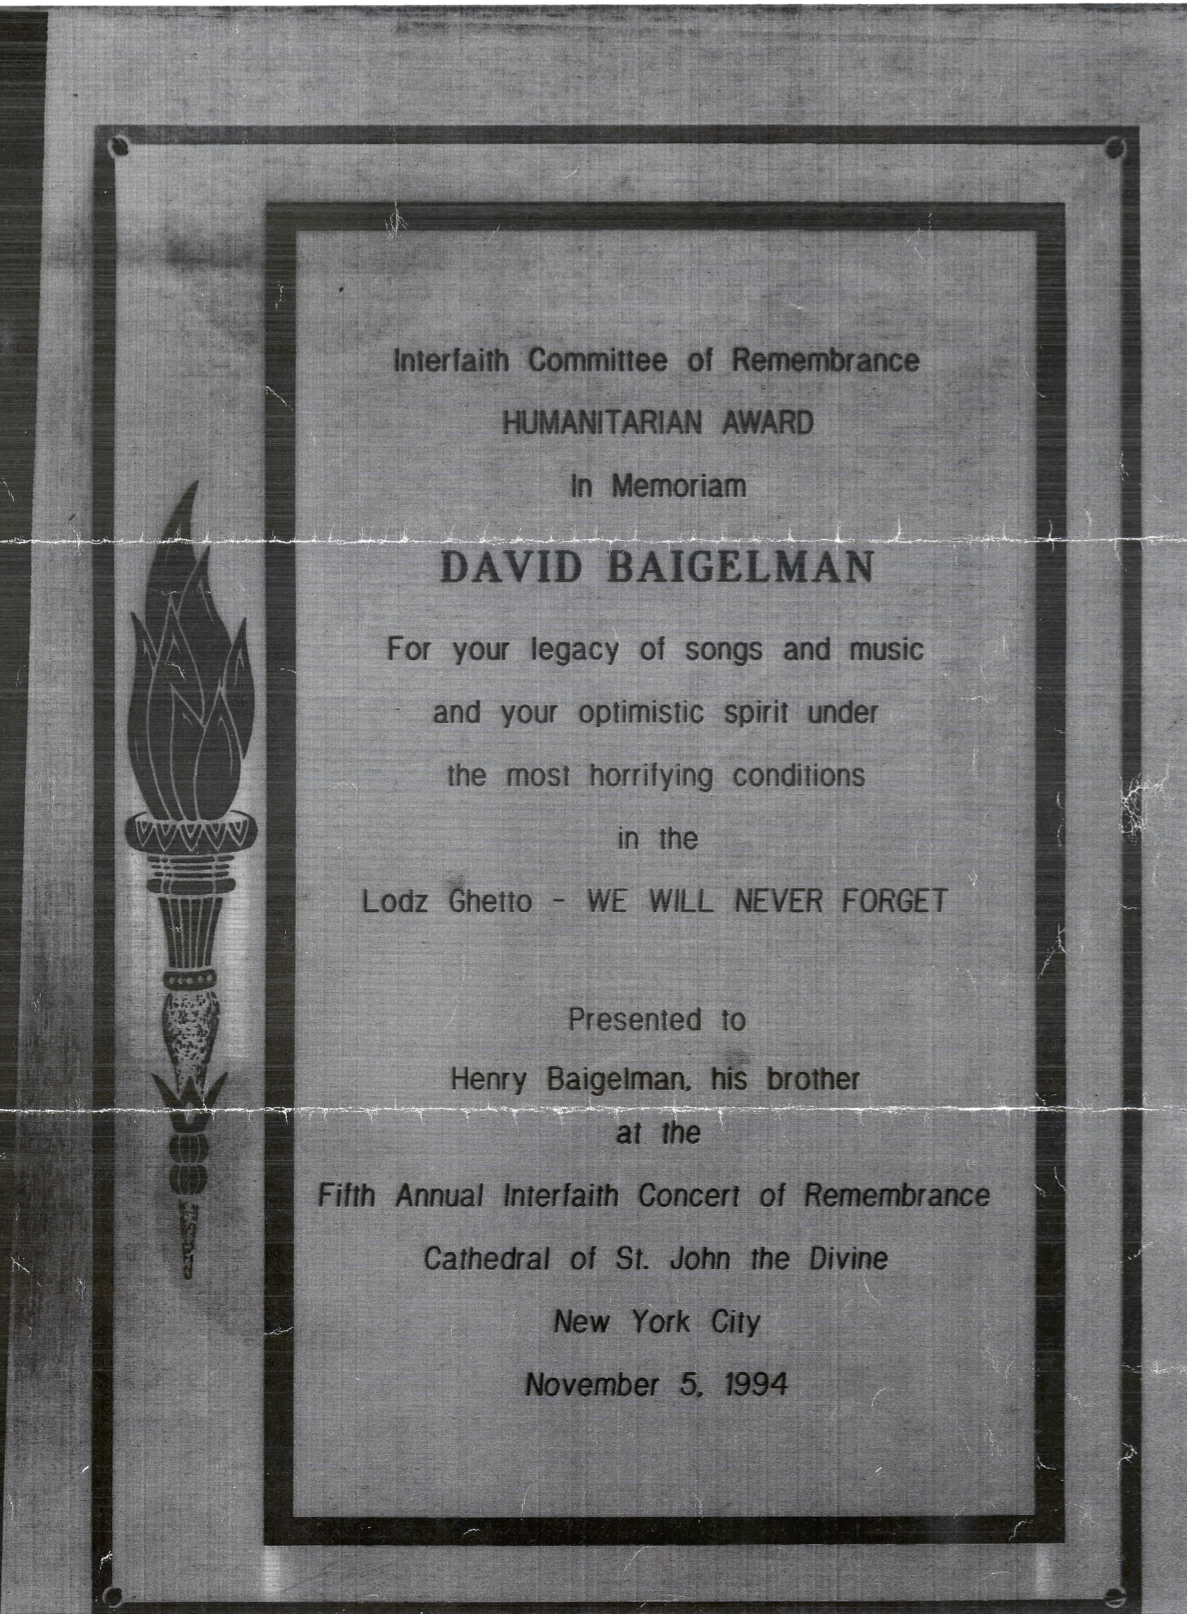 Interfaith Committee of Remembrance
HUMANITARIAN AWARD
In Memoriam
DAVID BAIGELMAN
For your legacy of songs and music
and your optimistic spirit under
the most horrifying conditions
in the
Lodz Ghetto - WE WILL NEVER FORGET
Presented to
Henry Baigelman, his brother
at the
Fifth Annual Interfaith Concert of Remembrance
Cathedral of St. John the Divine
New York City
November 5, 1994